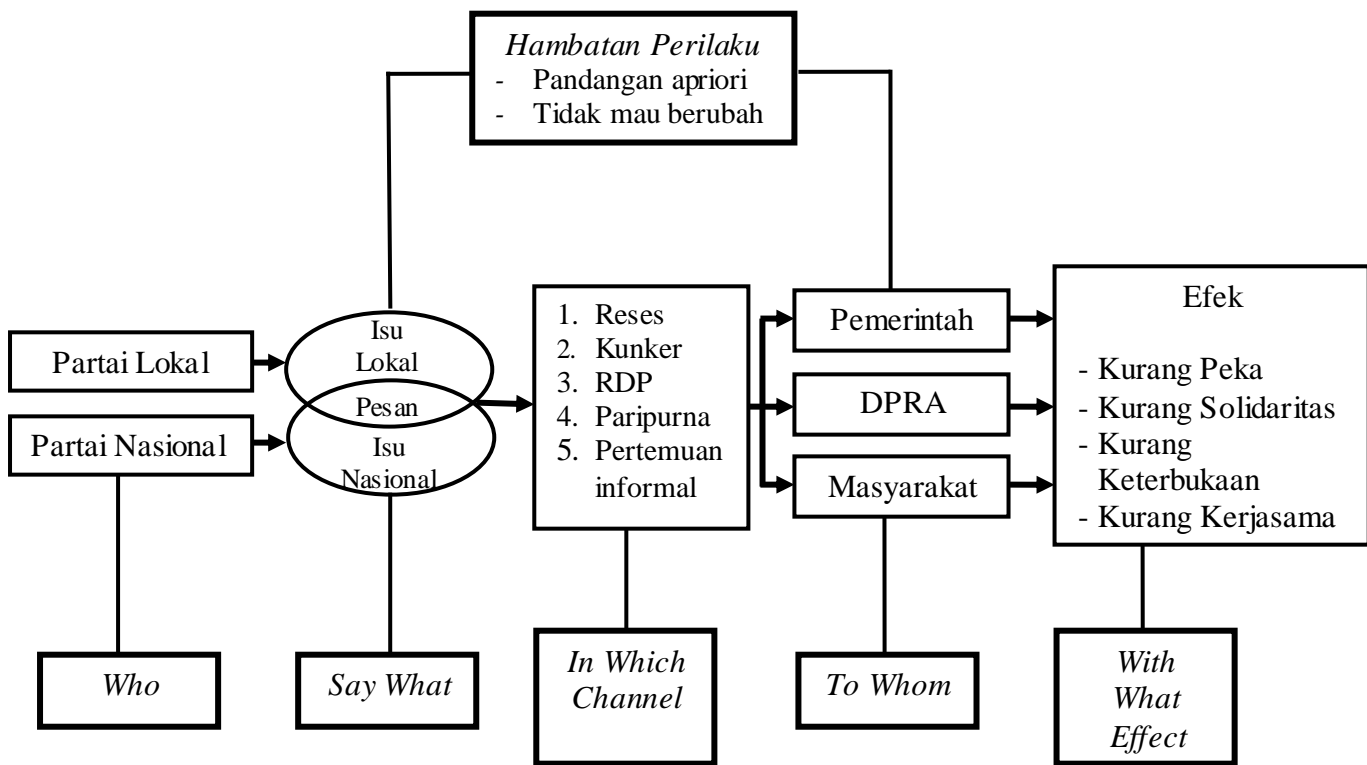 Hambatan Perilaku
- Pandangan apriori
- Tidak mau berubah
Partai Lokal
Partai Nasional
Isu
Lokal
Pesan
Isu
Nasional
1. Reses
2. Kunker
3. RDP
4. Paripurna
5. Pertemuan
informal
Pemerintah
DPRA
Masyarakat
Efek
- Kurang Peka
- Kurang Solidaritas
- Kurang
Keterbukaan
- Kurang Kerjasama
Who
Say What
In Which
Channel
To Whom
With
What
Effect